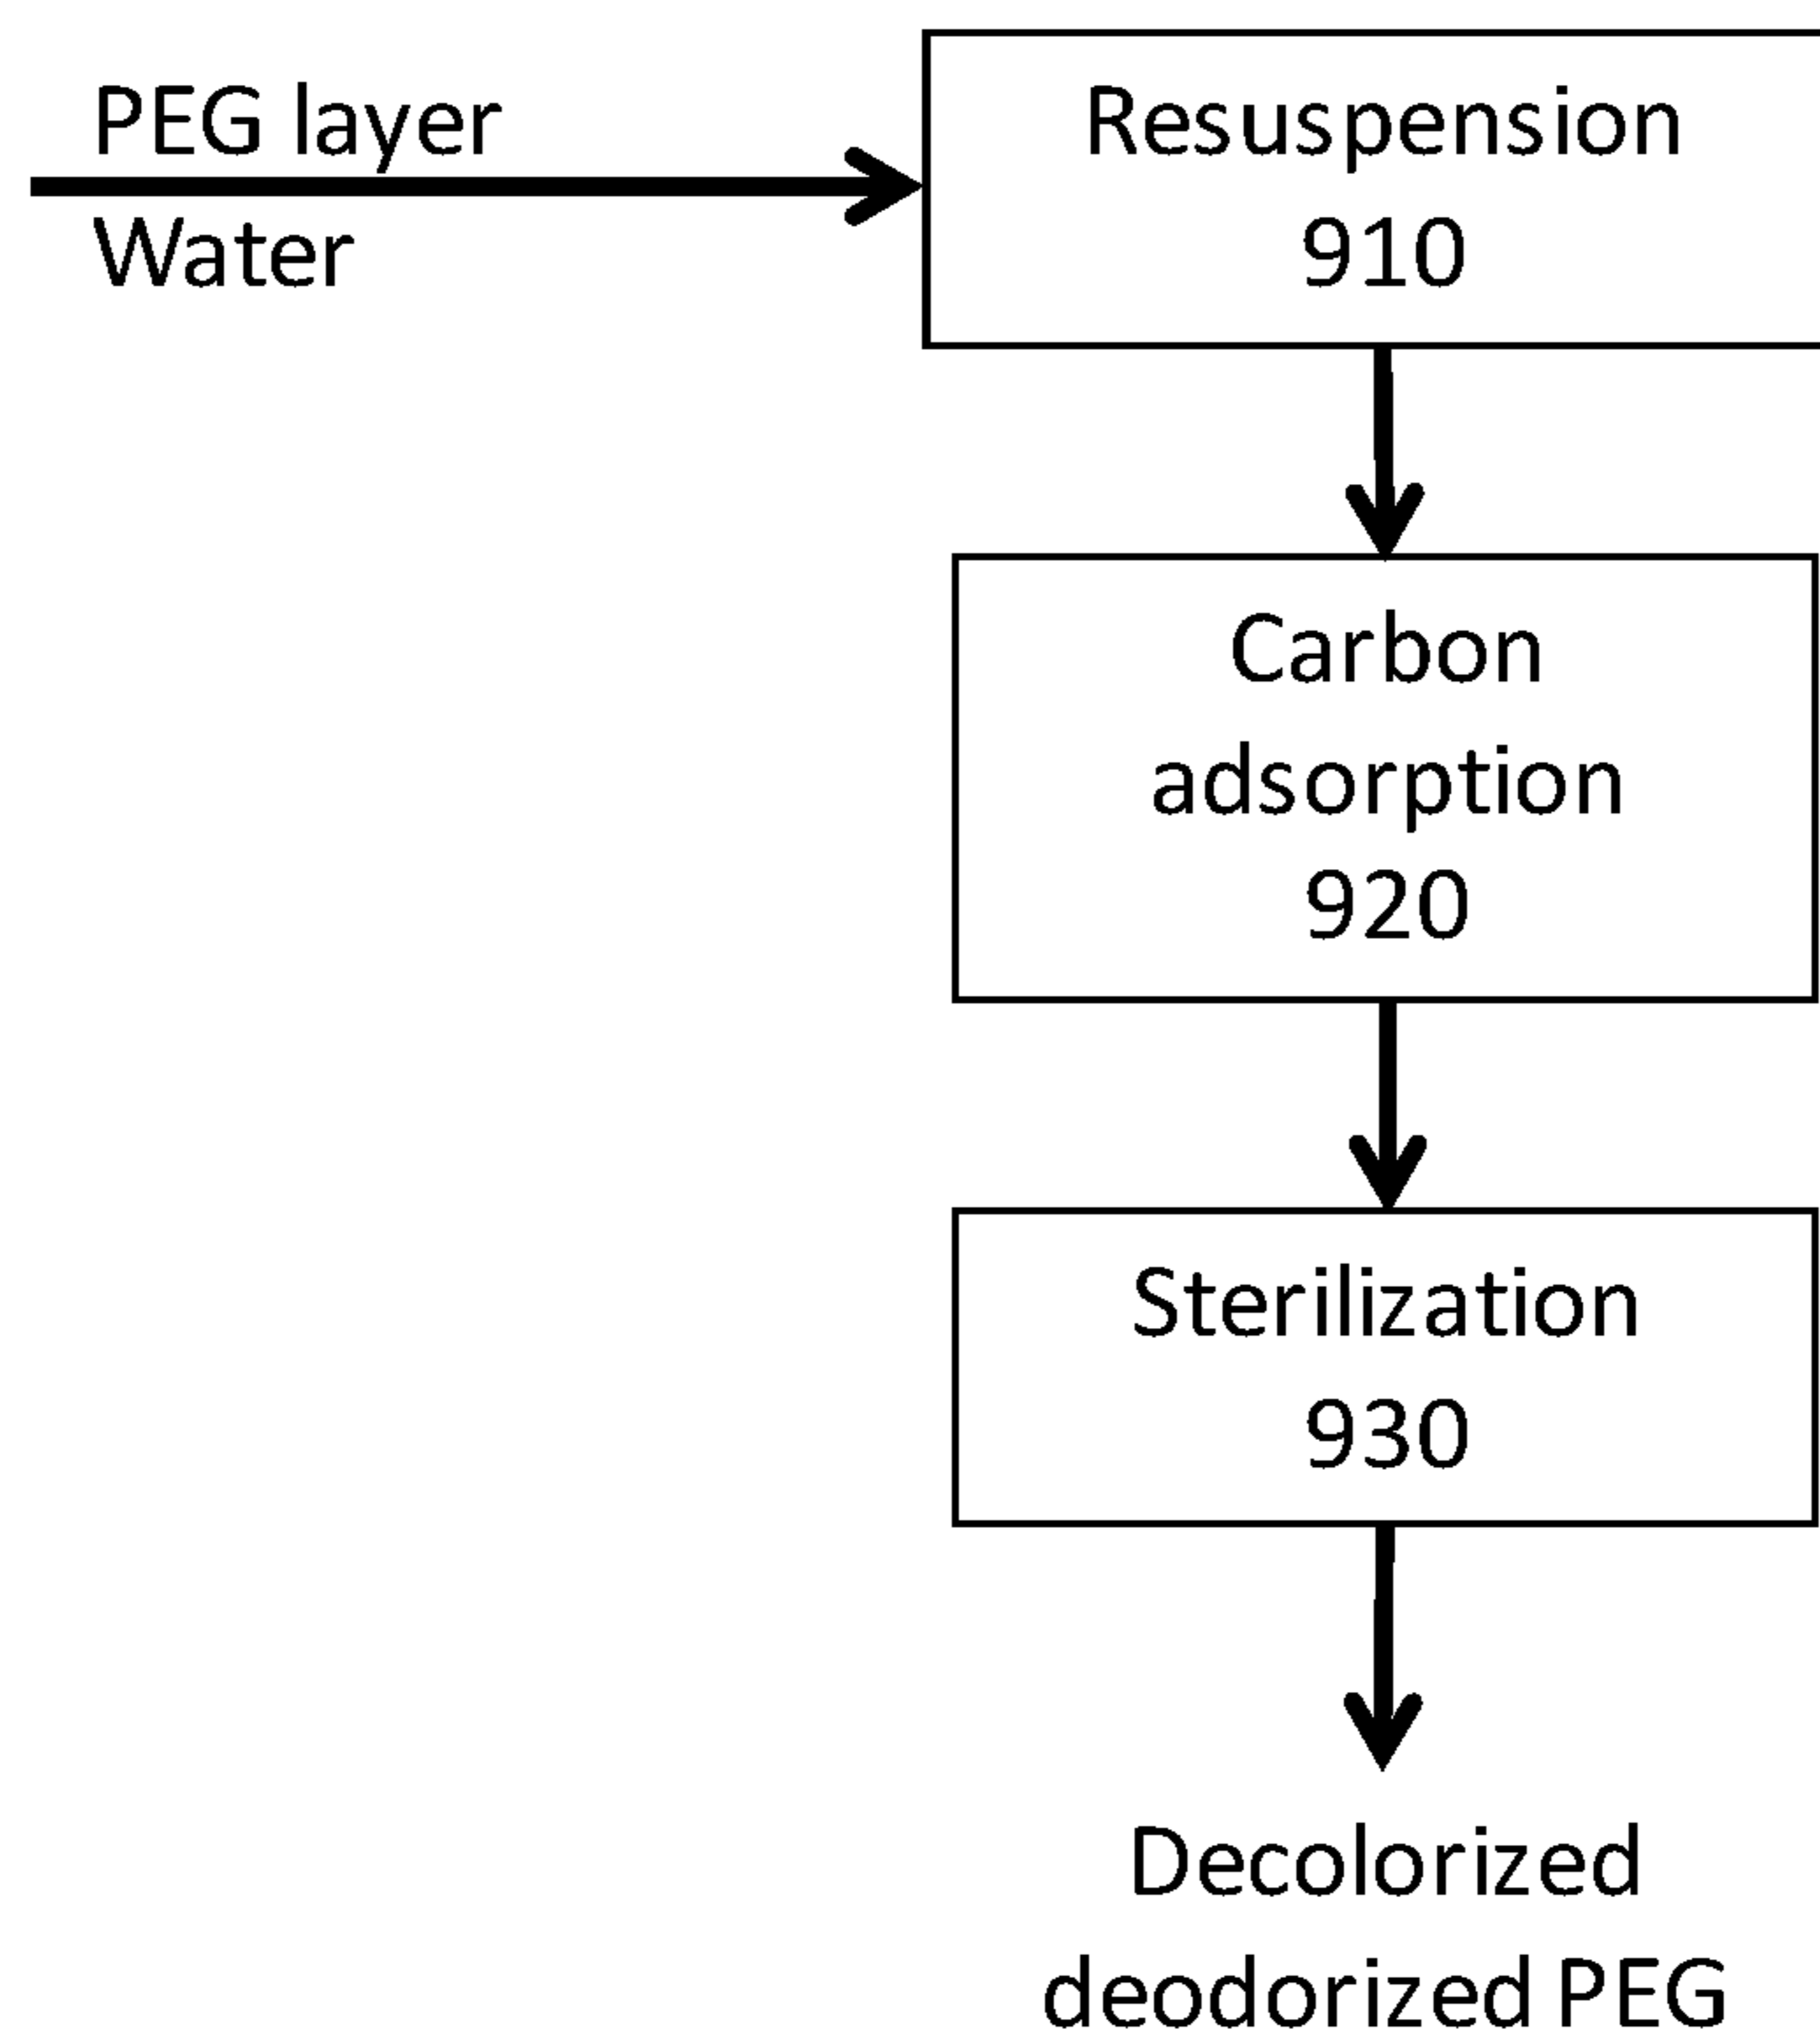 PEG layer
Water
Resuspension
910
Carbon
adsorption
920
Sterilization
930
Decolorized
deodorized PEG